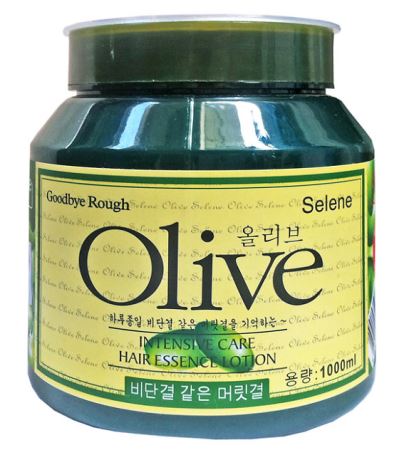 Goodbye Rough
Selene
올리브
Olive
하루종일 비단결 같은 머릿결을 기억하는 ~
INTENSIVE CARE
HAIR ESSENCE LOTION
용량:1000ml
비단결 같은 머릿결